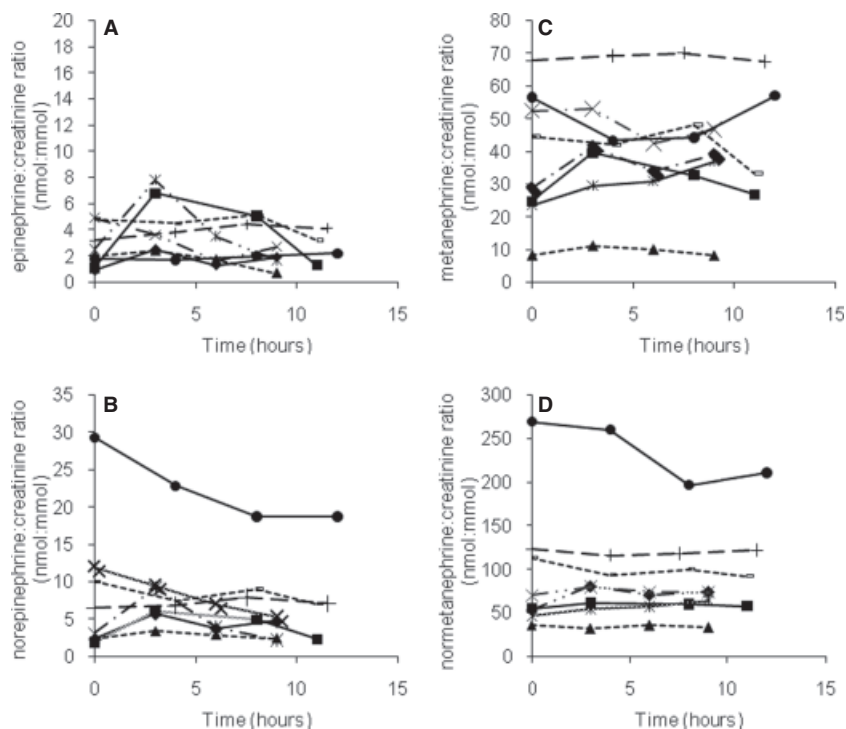 A
epinephrine:creatinine ratio
(nmol:mmol)
20
18
16
14
12
10
8
6
4
2
0
0 5 10 15
Time (hours)
C
metanephrine:creatinine ratio
(nmol:mmol)
80
70
60
50
40
30
20
10
0
0 5 10 15
Time (hours)
B
norepinephrine:creatinine ratio
(nmol:mmol)
35
30
25
20
15
10
5
0
0 5 10 15
Time (hours)
D
normetanephrine:creatinine ratio
(nmol:mmol)
300
250
200
150
100
50
0
0 5 10 15
Time (hours)